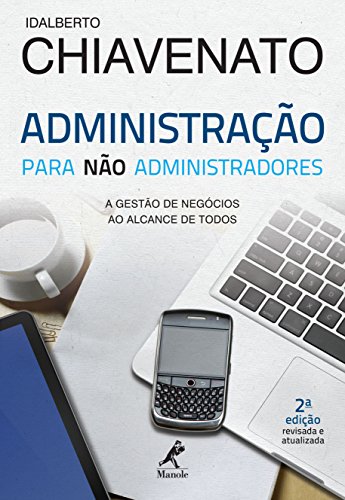 IDALBERTO
CHIAVENATO
ADMINISTRAÇÃO
PARA NÃO ADMINISTRADORES
A GESTÃO DE NEGÓCIOS
AO ALCANCE DE TODOS
2ª
edição
revisada e
atualizada
Manole